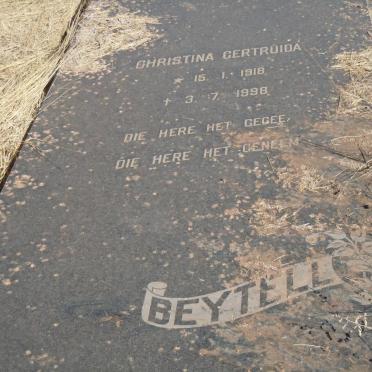 CHRISTINA GERTRUIDA
* 15. 1. 1918
† 3. 7. 1998
DIE HERE HET GEGEE,
DIE HERE HET GENEEM
BEYTELL